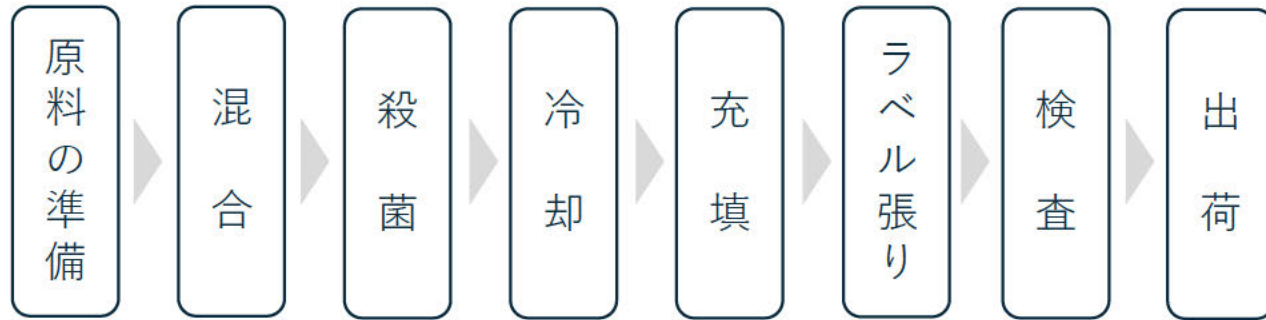 原料の準備
混合
殺菌
冷却
充填
ラベル張り
検査
出荷